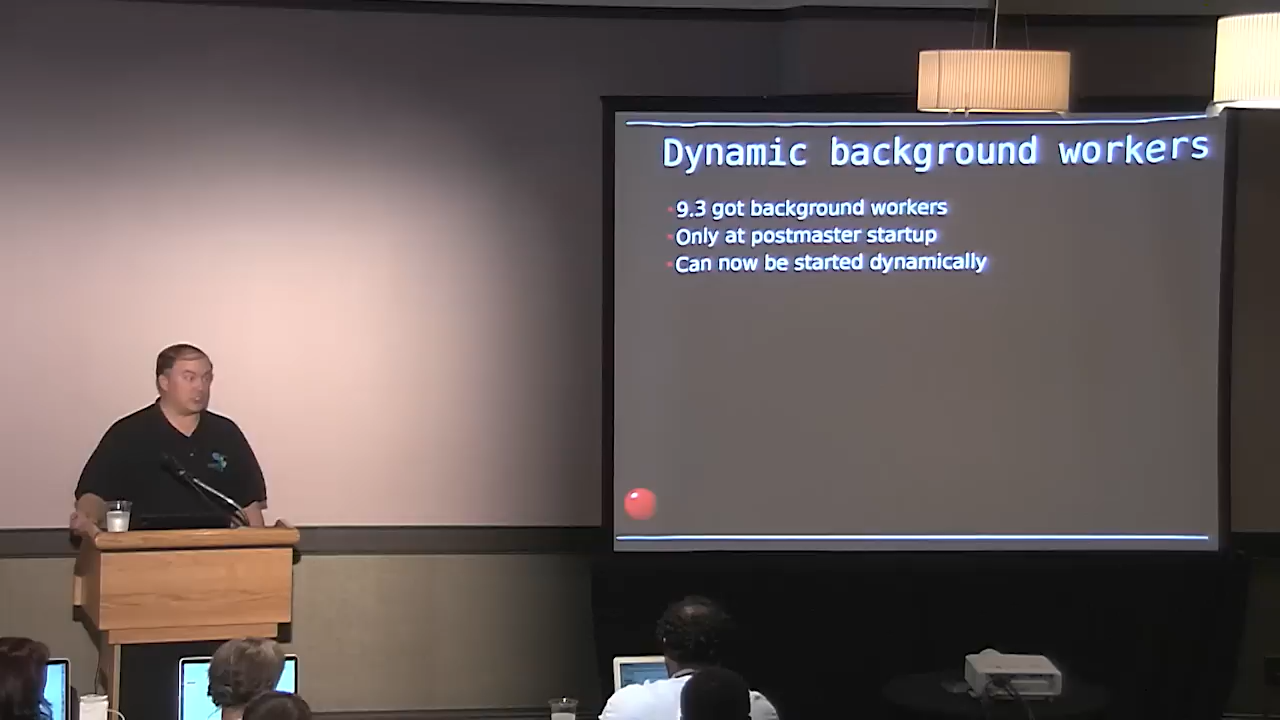 Dynamic background workers
9.3 got background workers
Only at postmaster startup
Can now be started dynamically